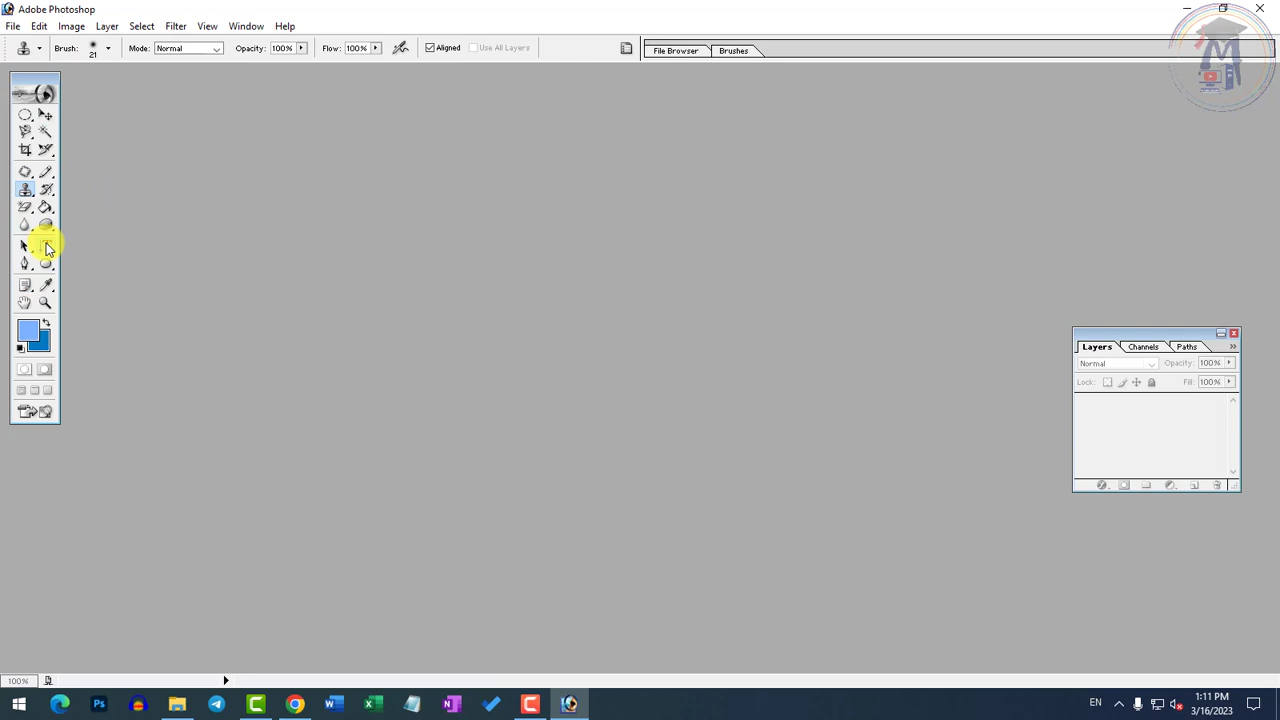 Adobe Photoshop
File Edit Image Layer Select Filter View Window Help
Brush: 21 Mode: Normal Opacity: 100% Flow: 100% Aligned Use All Layers File Browser Brushes
Layers Channels Paths
Normal Opacity: 100%
Lock: Fill: 100%
100%
EN 1:11 PM
3/16/2023